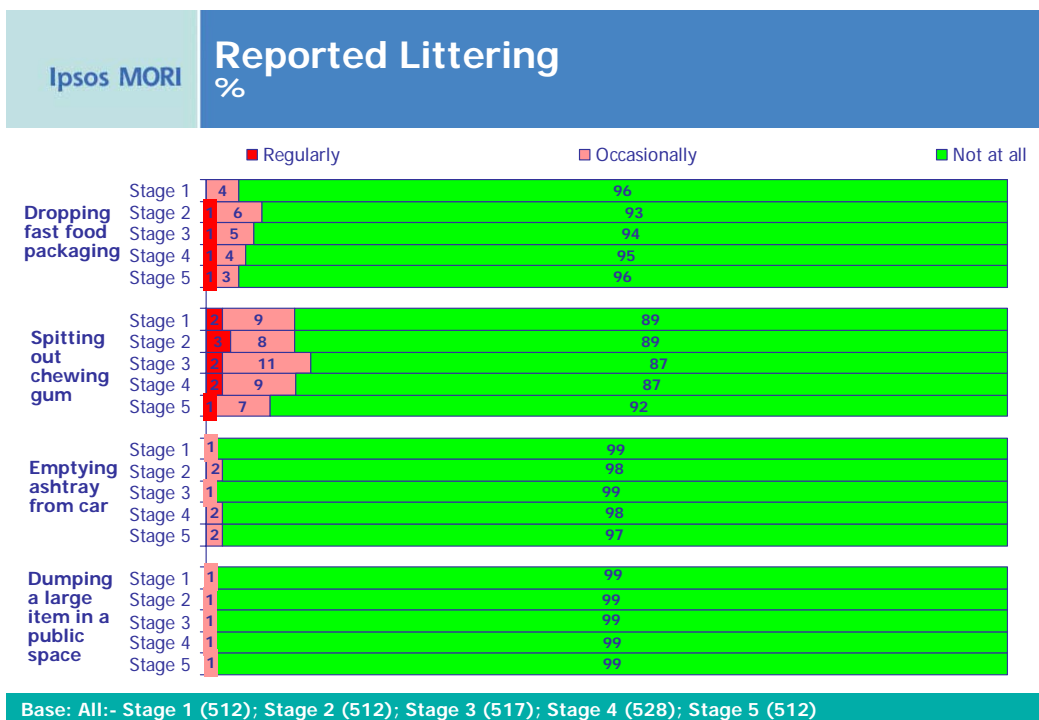 Ipsos MORI
Reported Littering
%
Regularly Occasionally Not at all
Dropping
fast food
packaging
Stage 1 4 96
Stage 2 1 6 93
Stage 3 1 5 94
Stage 4 1 4 95
Stage 5 1 3 96
Spitting
out
chewing
gum
Stage 1 2 9 89
Stage 2 3 8 89
Stage 3 2 11 87
Stage 4 2 9 87
Stage 5 1 7 92
Emptying
ashtray
from car
Stage 1 1 99
Stage 2 2 98
Stage 3 1 99
Stage 4 2 98
Stage 5 2 97
Dumping
a large
item in a
public
space
Stage 1 1 99
Stage 2 1 99
Stage 3 1 99
Stage 4 1 99
Stage 5 1 99
Base: All:- Stage 1 (512); Stage 2 (512); Stage 3 (517); Stage 4 (528); Stage 5 (512)